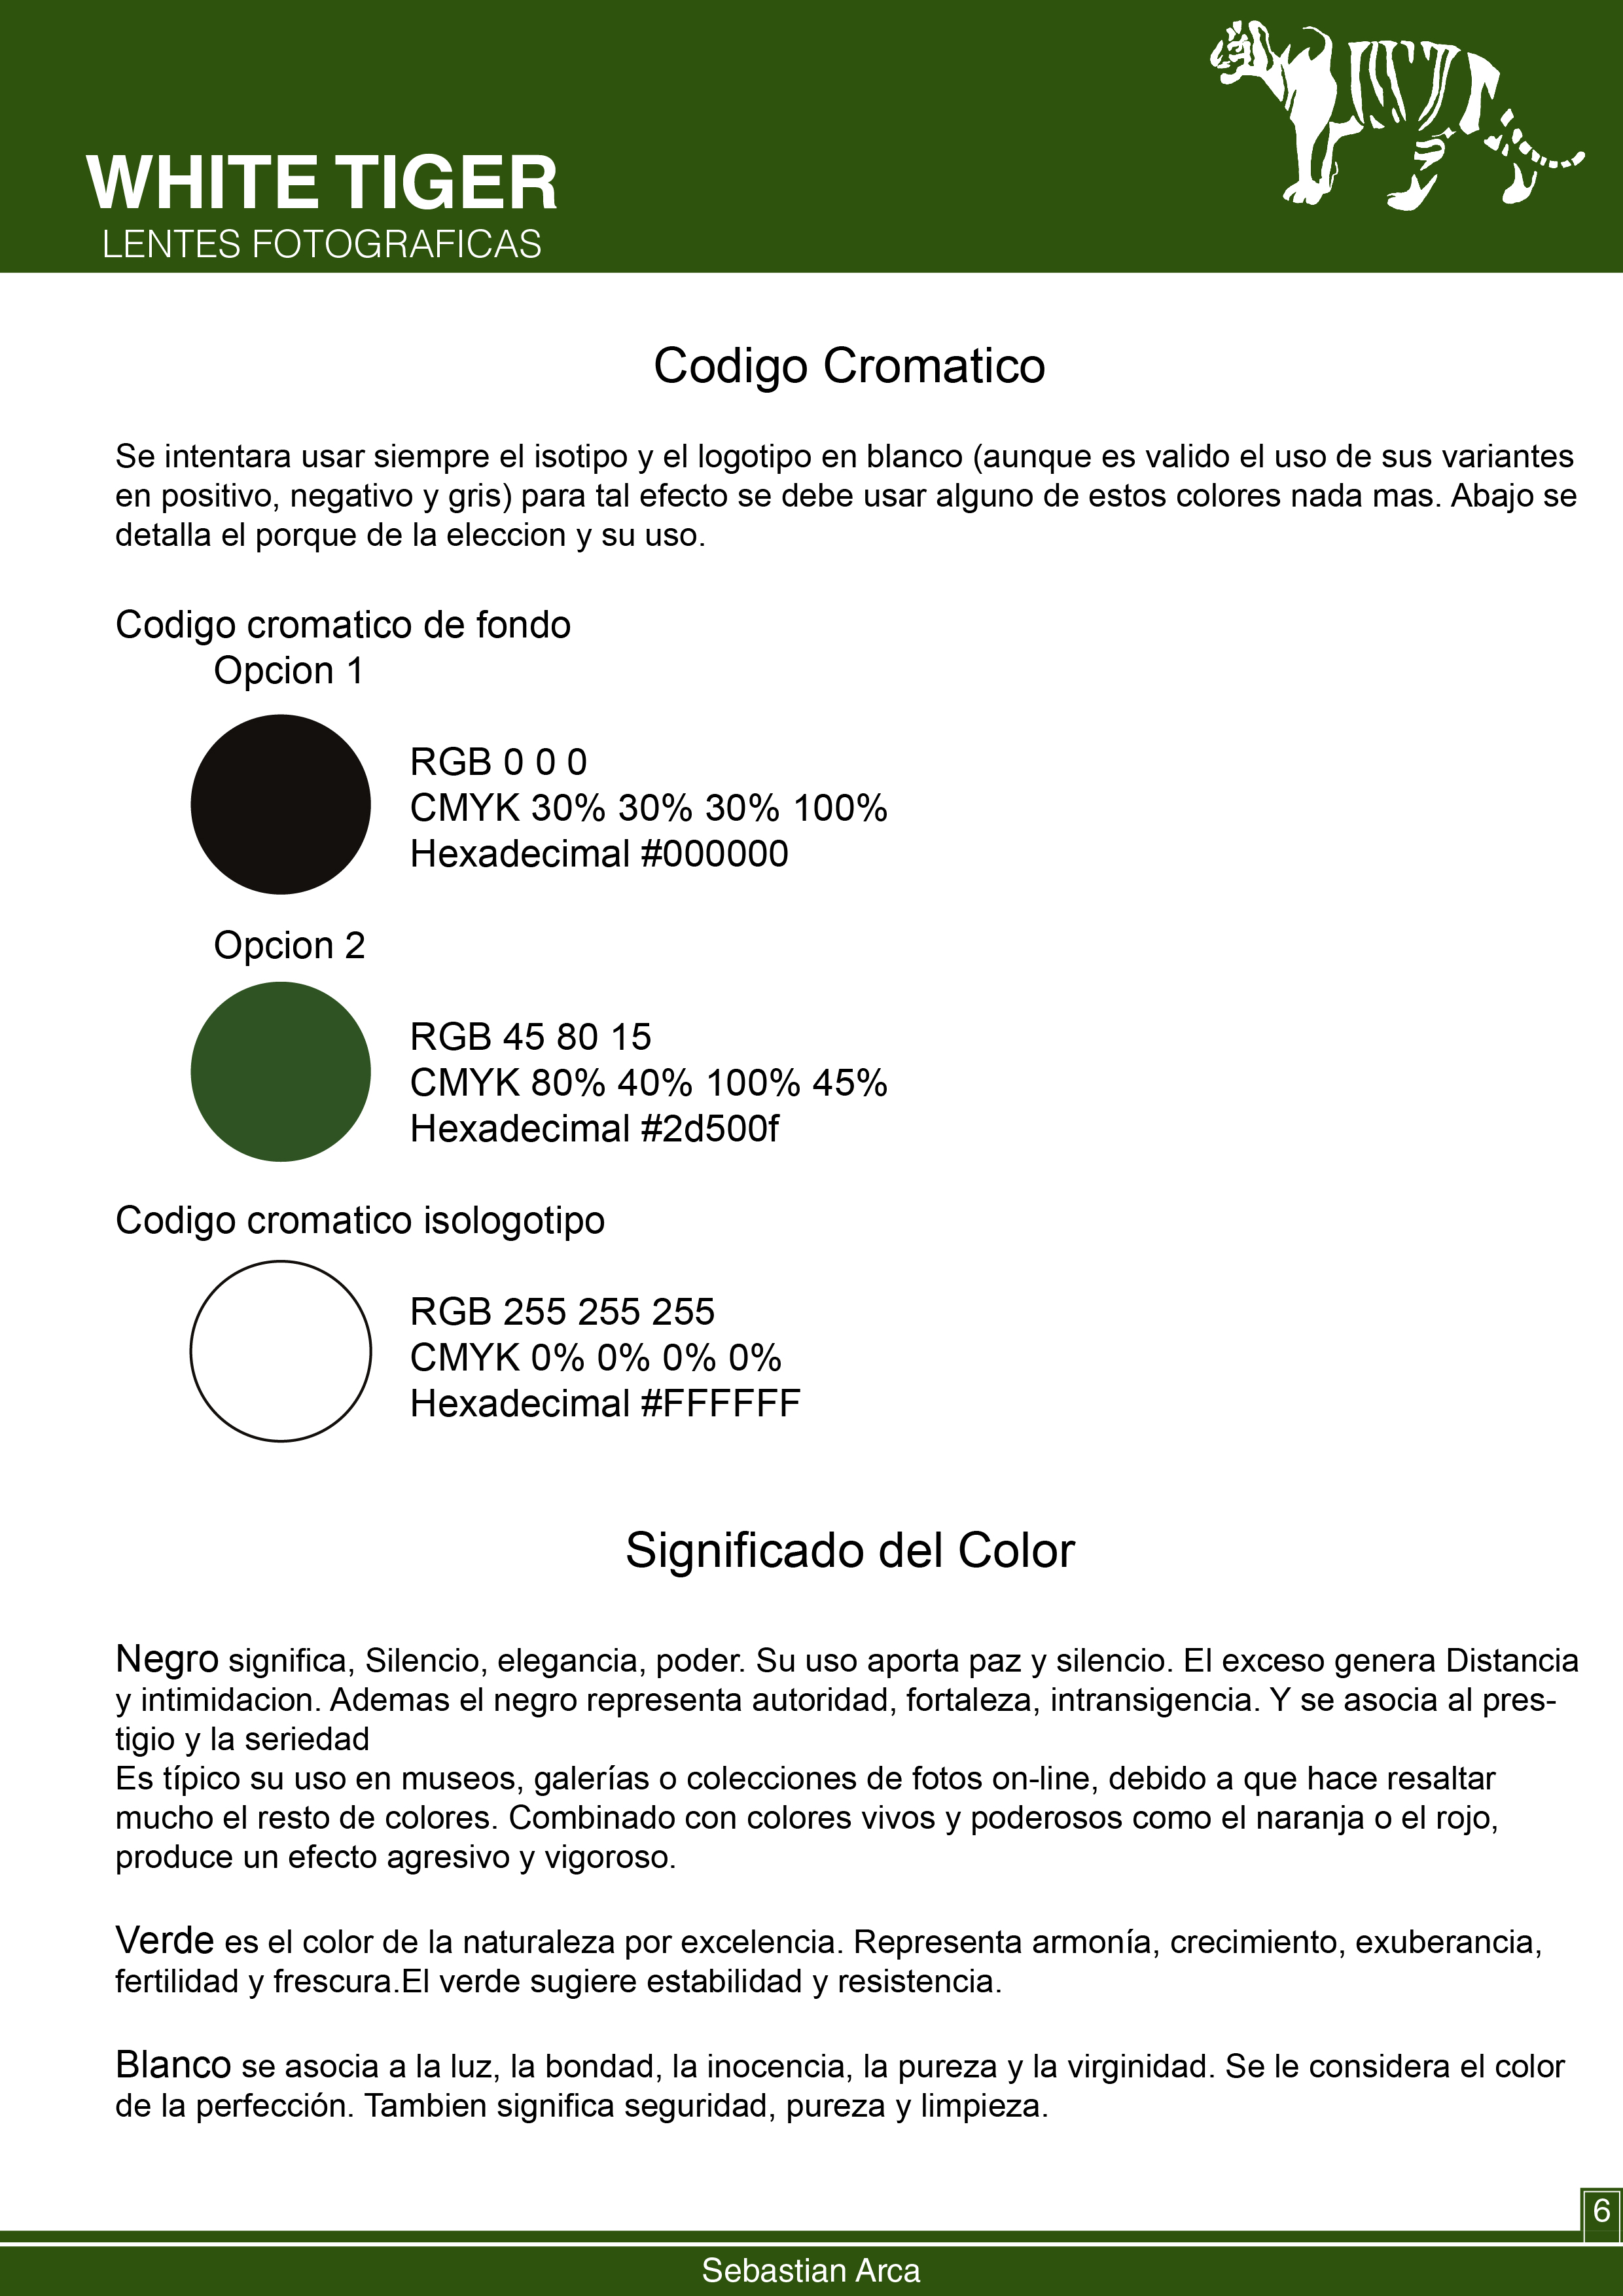 WHITE TIGER
LENTES FOTOGRAFICAS
Codigo Cromatico
Se intentara usar siempre el isotipo y el logotipo en blanco (aunque es valido el uso de sus variantes
en positivo, negativo y gris) para tal efecto se debe usar alguno de estos colores nada mas. Abajo se
detalla el porque de la eleccion y su uso.
Codigo cromatico de fondo
Opcion 1
RGB 0 0 0
CMYK 30% 30% 30% 100%
Hexadecimal #000000
Opcion 2
RGB 45 80 15
CMYK 80% 40% 100% 45%
Hexadecimal #2d500f
Codigo cromatico isologotipo
RGB 255 255 255
CMYK 0% 0% 0% 0%
Hexadecimal #FFFFFF
Significado del Color
Negro significa, Silencio, elegancia, poder. Su uso aporta paz y silencio. El exceso genera Distancia
y intimidacion. Ademas el negro representa autoridad, fortaleza, intransigencia. Y se asocia al pres-
tigio y la seriedad
Es típico su uso en museos, galerías o colecciones de fotos on-line, debido a que hace resaltar
mucho el resto de colores. Combinado con colores vivos y poderosos como el naranja o el rojo,
produce un efecto agresivo y vigoroso.
Verde es el color de la naturaleza por excelencia. Representa armonía, crecimiento, exuberancia,
fertilidad y frescura.El verde sugiere estabilidad y resistencia.
Blanco se asocia a la luz, la bondad, la inocencia, la pureza y la virginidad. Se le considera el color
de la perfección. Tambien significa seguridad, pureza y limpieza.
6
Sebastian Arca